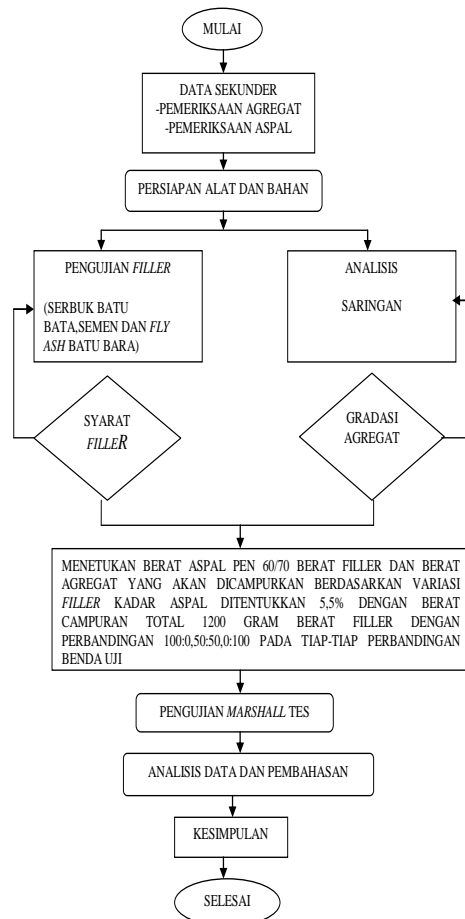 MULAI
DATA SEKUNDER
-PEMERIKSAAN AGREGAT
-PEMERIKSAAN ASPAL
PERSIAPAN ALAT DAN BAHAN
PENGUJIAN FILLER
(SERBUK BATU
BATA,SEMEN DAN FLY
ASH BATU BARA)
ANALISIS
SARINGAN
SYARAT
FILLER
GRADASI
AGREGAT
MENETUKAN BERAT ASPAL PEN 60/70 BERAT FILLER DAN BERAT
AGREGAT YANG AKAN DICAMPURKAN BERDASARKAN VARIASI
FILLER KADAR ASPAL DITENTUKKAN 5,5% DENGAN BERAT
CAMPURAN TOTAL 1200 GRAM BERAT FILLER DENGAN
PERBANDINGAN 100:0,50:50,0:100 PADA TIAP-TIAP PERBANDINGAN
BENDA UJI
PENGUJIAN MARSHALL TES
ANALISIS DATA DAN PEMBAHASAN
KESIMPULAN
SELESAI